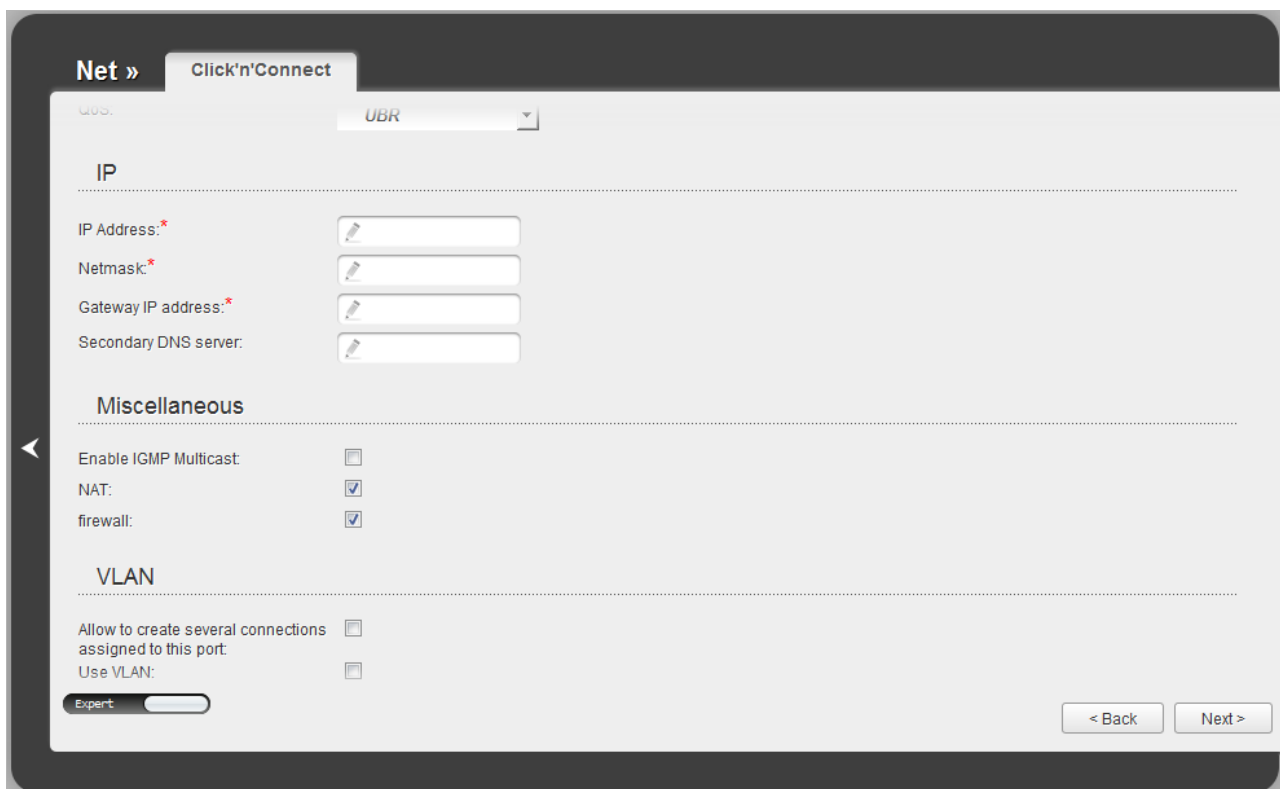 Net »
Click'n'Connect
QoS:
UBR
IP
IP Address:*
Netmask:*
Gateway IP address:*
Secondary DNS server:
Miscellaneous
Enable IGMP Multicast:
NAT:
firewall:
VLAN
Allow to create several connections
assigned to this port:
Use VLAN:
Expert
< Back
Next >